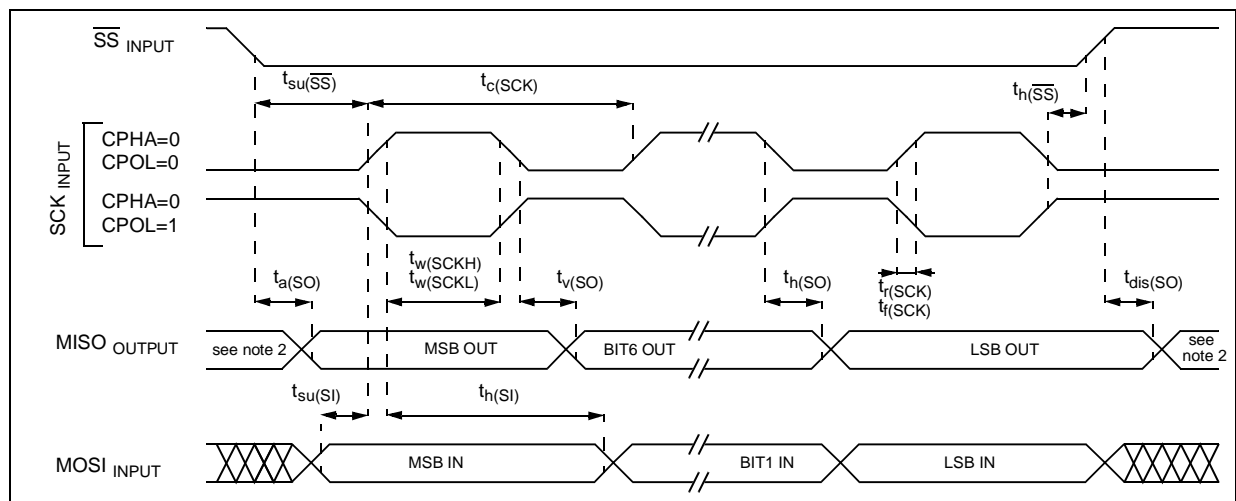 SS INPUT
tsu(SS)
tc(SCK)
th(SS)
SCK INPUT
CPHA=0
CPOL=0
CPHA=0
CPOL=1
ta(SO)
tw(SCKH)
tw(SCKL)
tv(SO)
th(SO)
tr(SCK)
tf(SCK)
tdis(SO)
MISO OUTPUT
see note 2
MSB OUT
BIT6 OUT
LSB OUT
see
note 2
tsu(SI)
th(SI)
MOSI INPUT
MSB IN
BIT1 IN
LSB IN